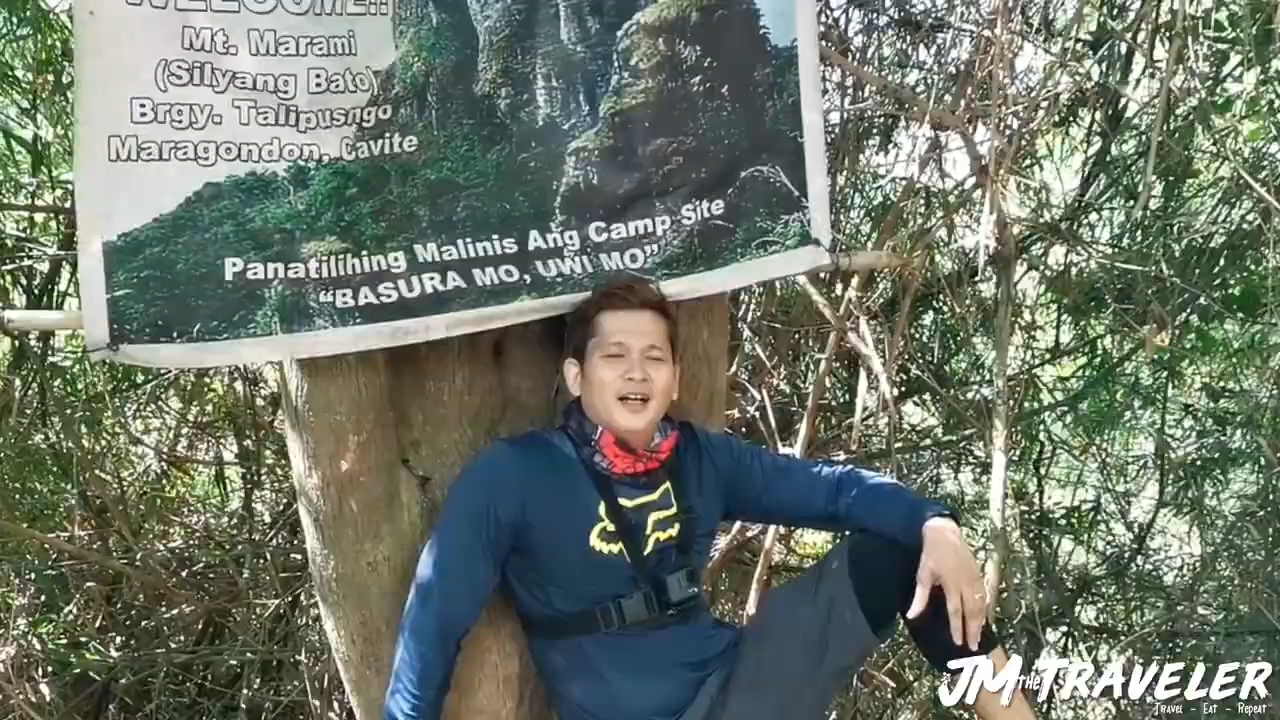 WELCOME!!
Mt. Marami
(Silyang Bato)
Brgy. Talipusngo
Maragondon, Cavite
Panatilihing Malinis Ang Camp Site
“BASURA MO, UWI MO”
JM the TRAVELER
Travel - Eat - Repeat